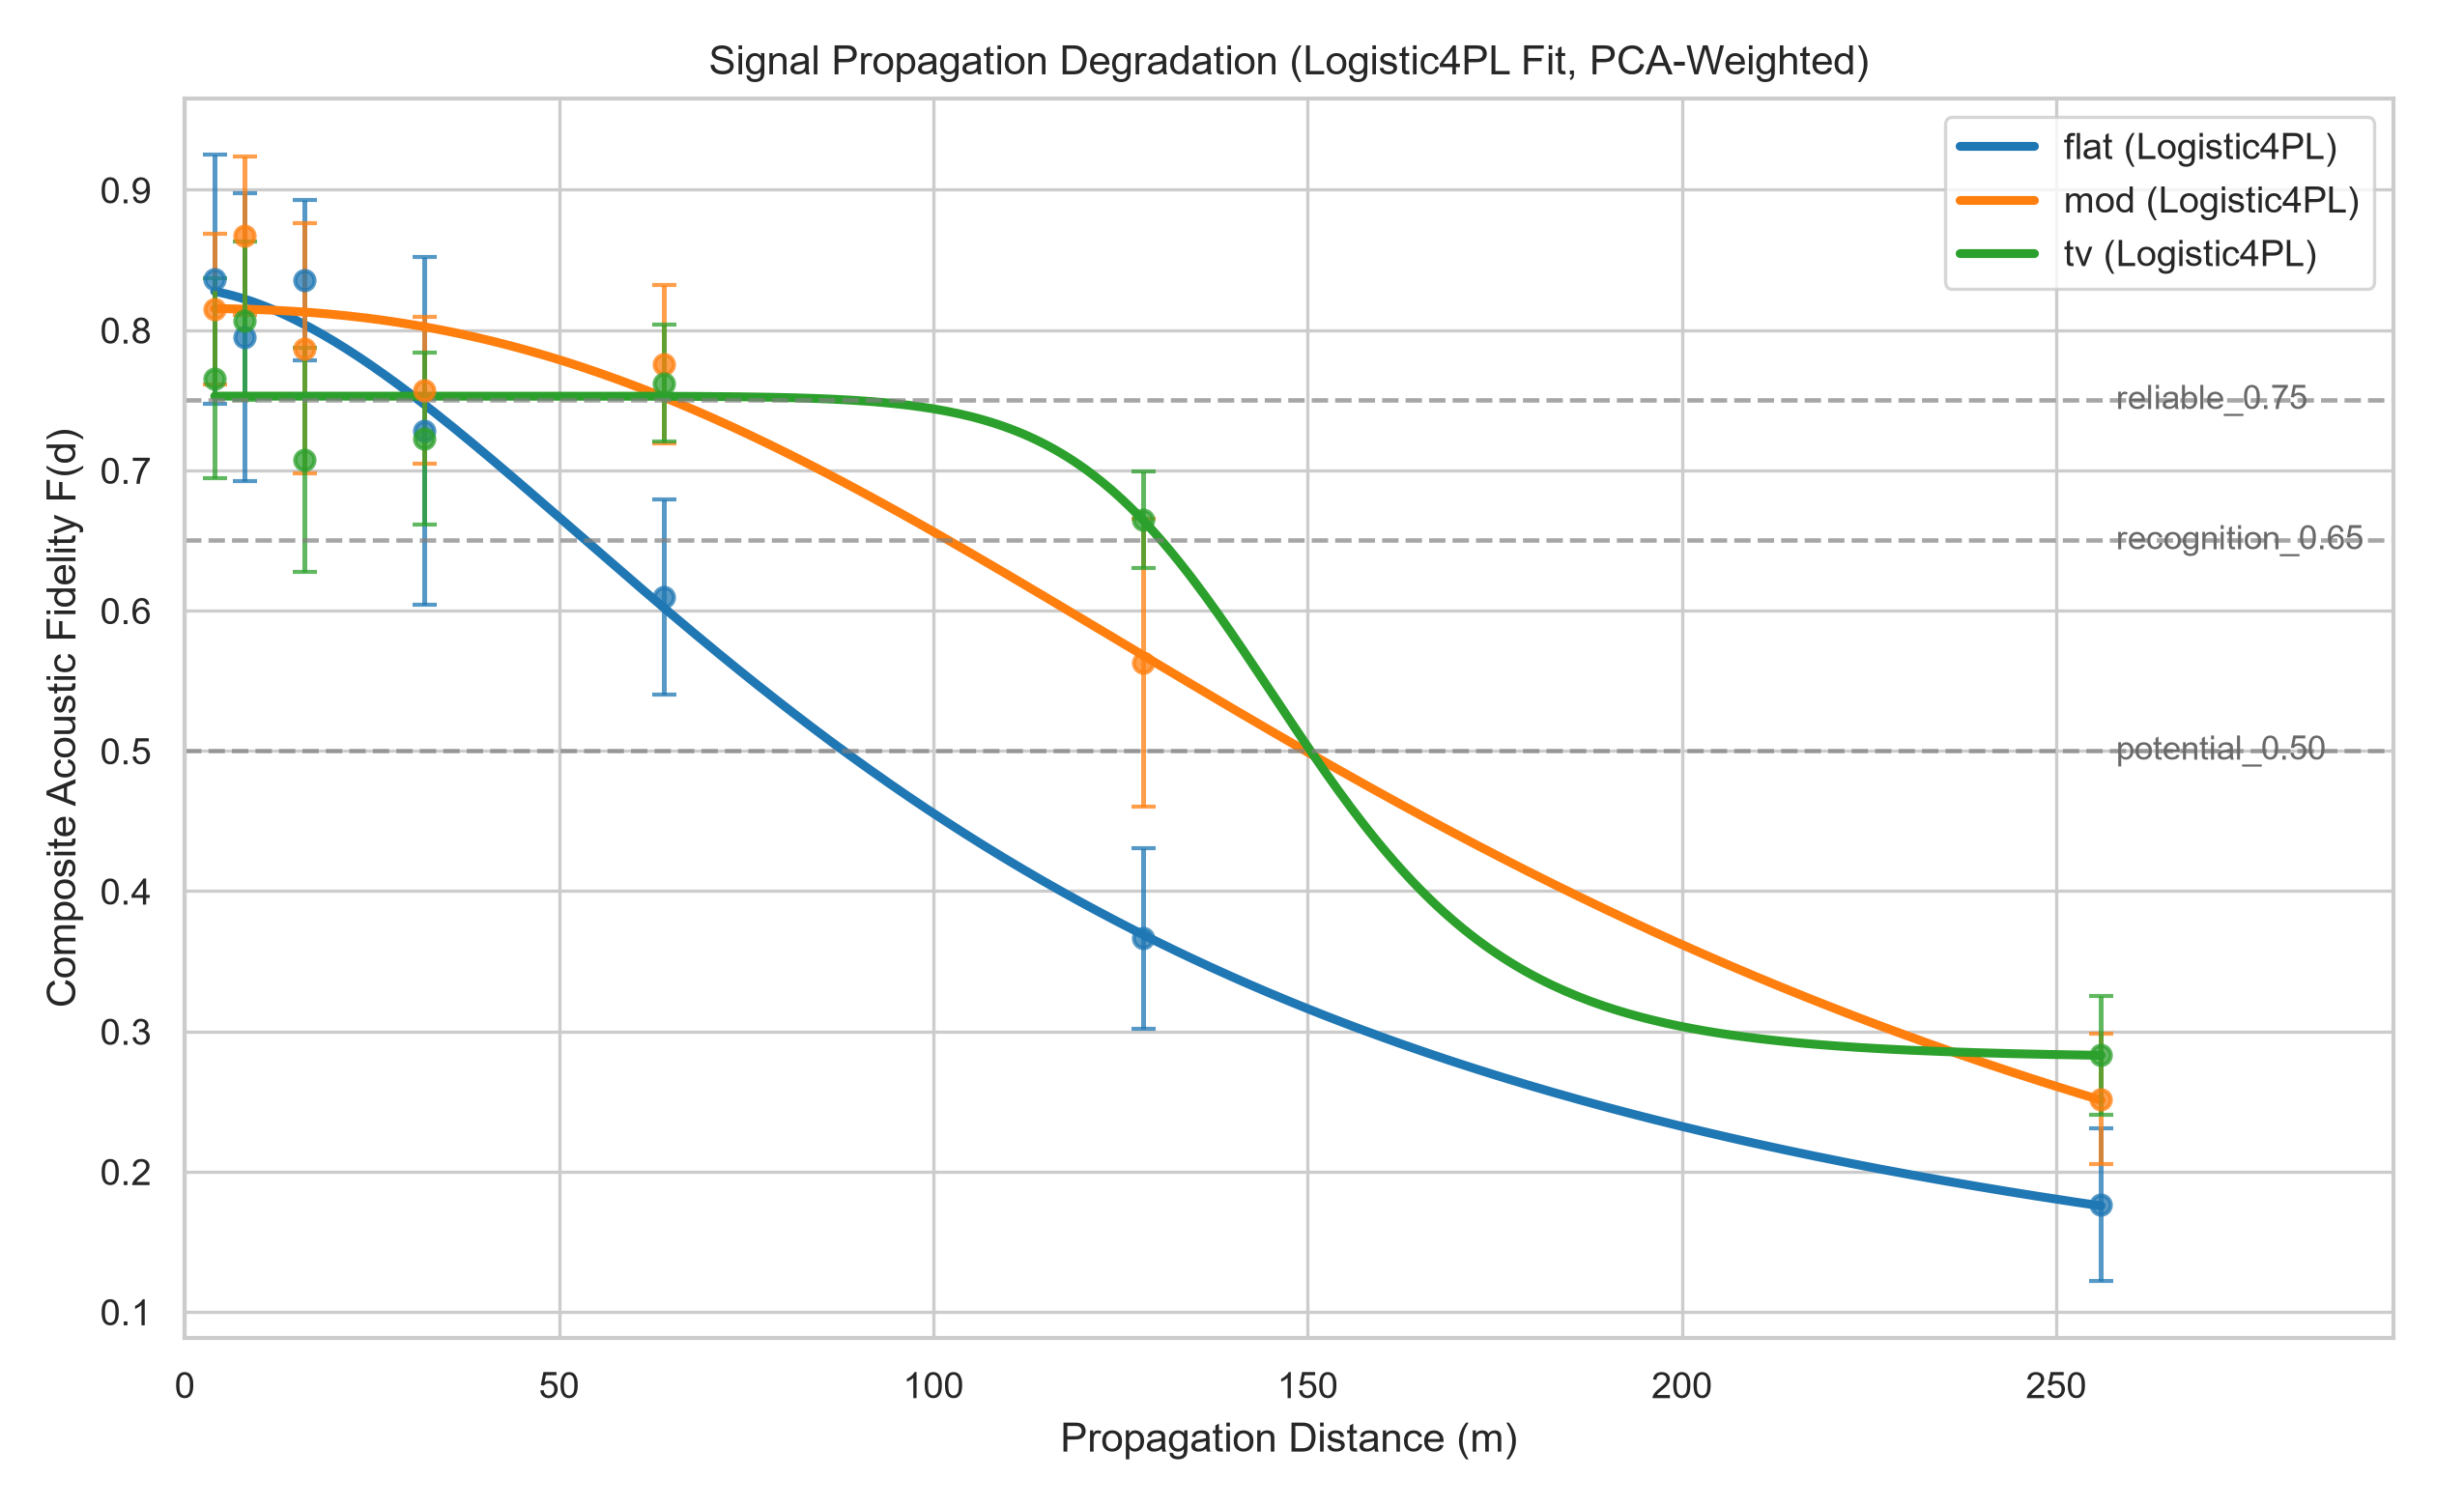 Signal Propagation Degradation (Logistic4PL Fit, PCA-Weighted)
flat (Logistic4PL)
mod (Logistic4PL)
tv (Logistic4PL)
Composite Acoustic Fidelity F(d)
0.9
0.8
0.7
0.6
0.5
0.4
0.3
0.2
0.1
reliable_0.75
recognition_0.65
potential_0.50
0 50 100 150 200 250
Propagation Distance (m)